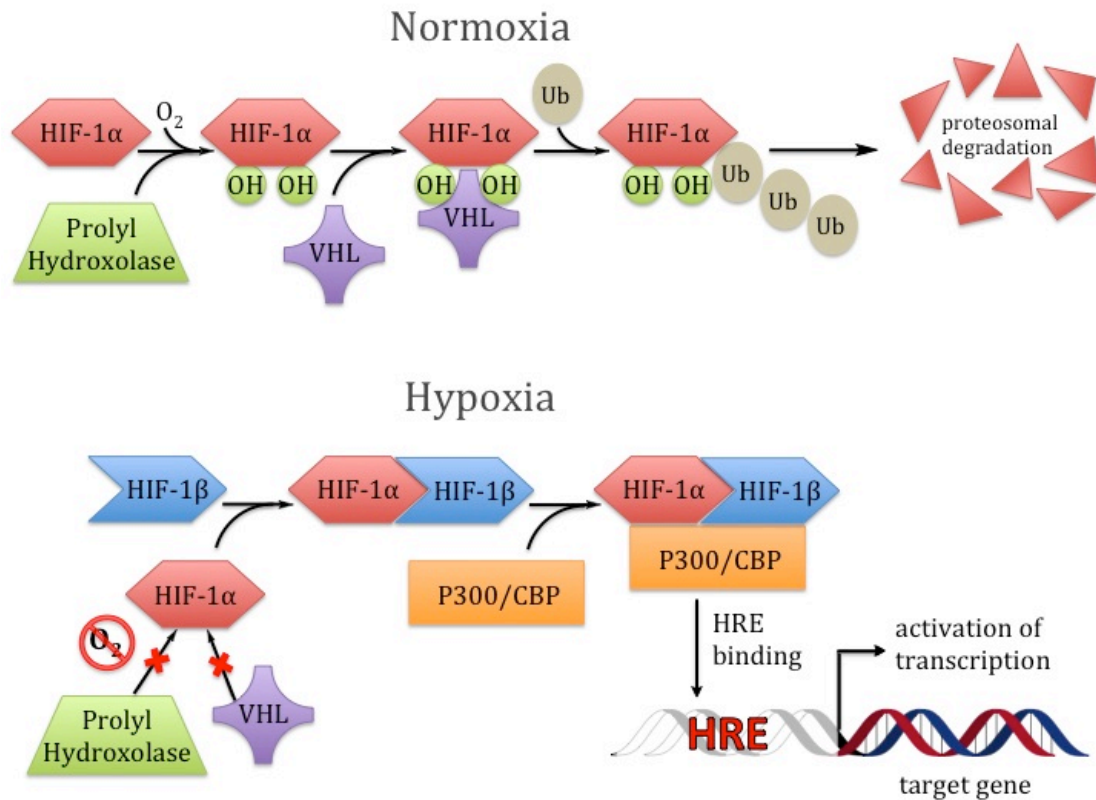 Normoxia
HIF-1α
O2
HIF-1α
HIF-1α
Ub
HIF-1α
proteosomal
degradation
OH OH
OH OH
OH OH
Ub
Ub
Ub
Prolyl
Hydroxolase
VHL
VHL
Hypoxia
HIF-1β
HIF-1α
HIF-1β
HIF-1α
HIF-1β
P300/CBP
P300/CBP
HIF-1α
O2
Prolyl
Hydroxolase
VHL
HRE
binding
activation of
transcription
HRE
target gene